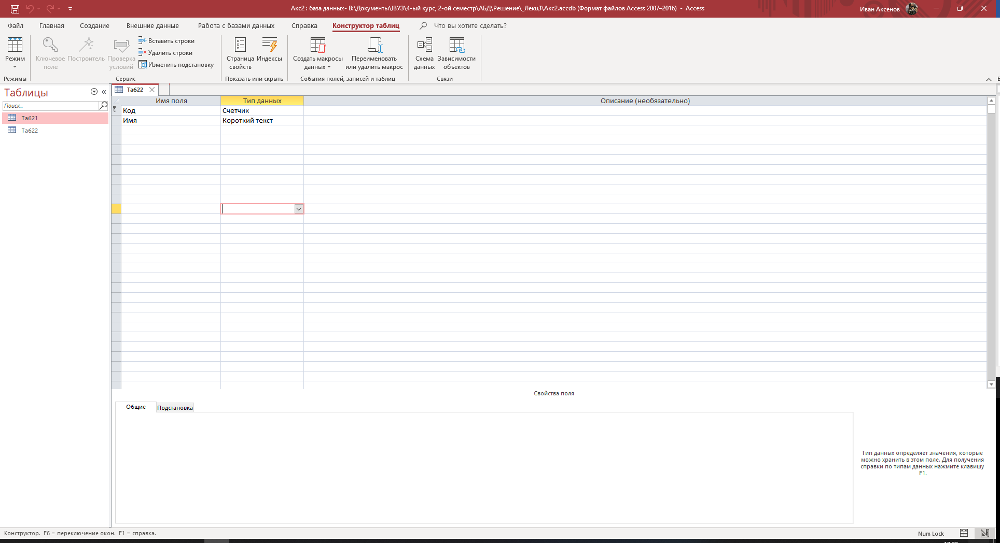 Акс2 : база данных- B:\Документы\!ВУЗ\4-ый курс, 2-ой семестр\АБД\Решение\_Лекц3\Акс2.accdb (Формат файлов Access 2007–2016) - Access
Иван Аксенов
Файл Главная Создание Внешние данные Работа с базами данных Справка Конструктор таблиц Что вы хотите сделать?
Режим
Ключевое поле
Построитель
Проверка условий
Вставить строки
Удалить строки
Изменить подстановку
Страница свойств
Индексы
Создать макросы данных
Переименовать или удалить макрос
Схема данных
Зависимости объектов
Режимы Сервис Показать или скрыть События полей, записей и таблиц Связи
Таблицы
Поиск...
Таб21
Таб22
Таб22
Имя поля Тип данных Описание (необязательно)
Код Счетчик
Имя Короткий текст
Свойства поля
Общие Подстановка
Тип данных определяет значения, которые
можно хранить в этом поле. Для получения
справки по типам данных нажмите клавишу
F1.
Конструктор. F6 = переключение окон. F1 = справка.
Num Lock